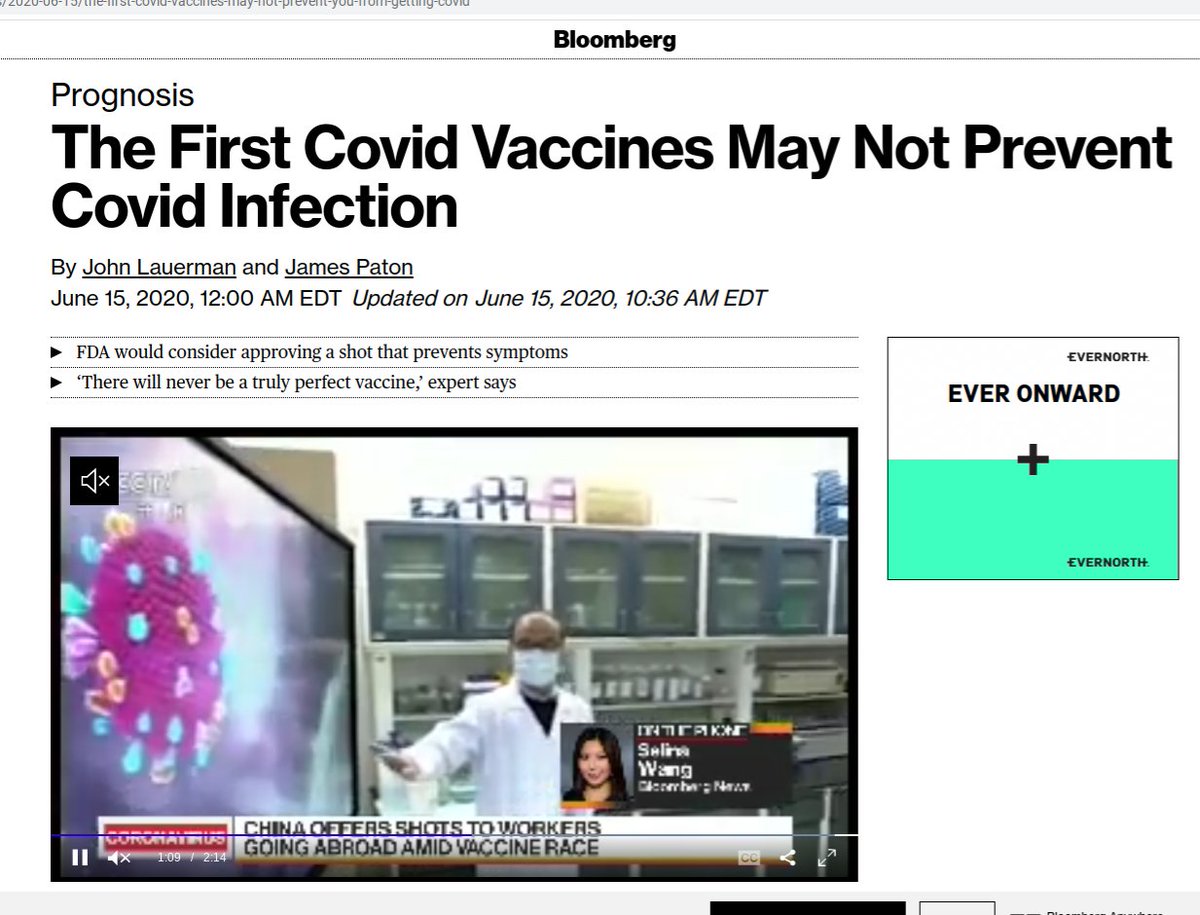 /2020-06-15/the-first-covid-vaccines-may-not-prevent-you-from-getting-covid
Bloomberg
Prognosis
The First Covid Vaccines May Not Prevent
Covid Infection
By John Lauerman and James Paton
June 15, 2020, 12:00 AM EDT Updated on June 15, 2020, 10:36 AM EDT
▶ FDA would consider approving a shot that prevents symptoms
▶ ‘There will never be a truly perfect vaccine,’ expert says
EVERNORTH
EVER ONWARD
+
EVERNORTH
ON THE PHONE
Selina
Wang
Bloomberg News
CORONAVIRUS
CHINA OFFERS SHOTS TO WORKERS
GOING ABROAD AMID VACCINE RACE
1:09 / 2:14
CC
Bloomberg Anywhere